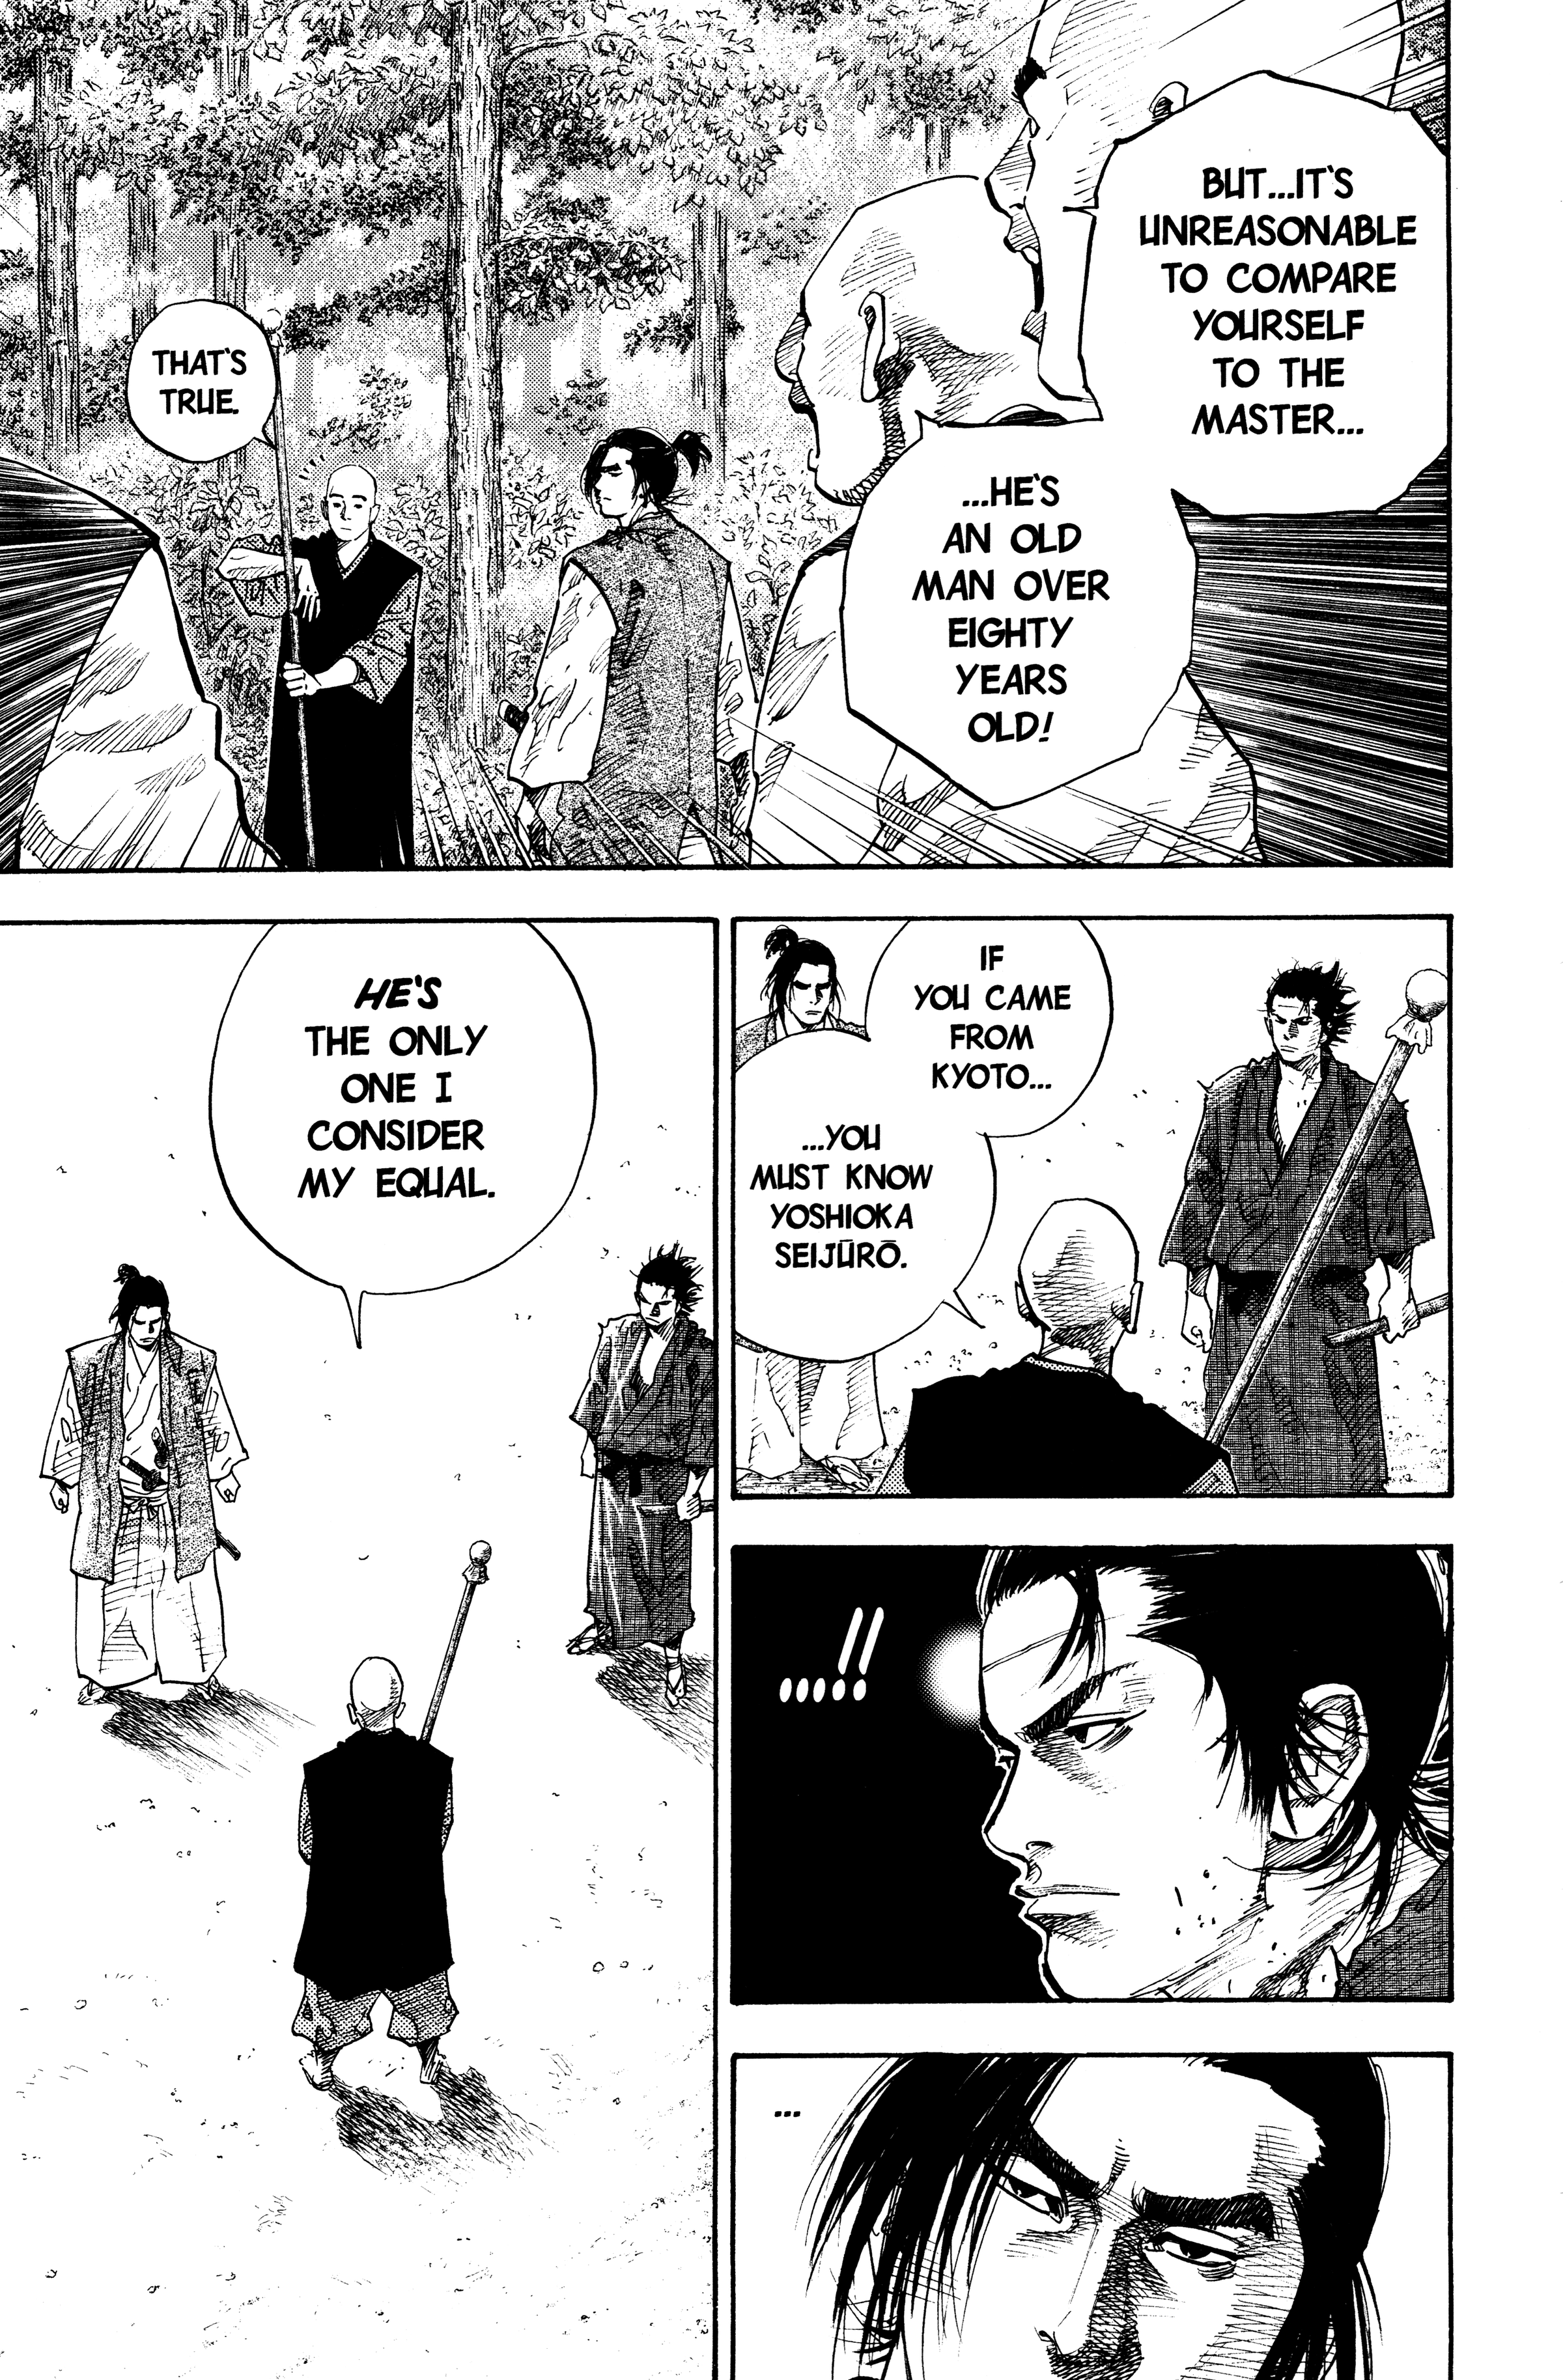 BUT...IT'S
UNREASONABLE
TO COMPARE
YOURSELF
TO THE
MASTER...
...HE'S
AN OLD
MAN OVER
EIGHTY
YEARS
OLD!
THAT'S
TRUE.
IF
YOU CAME
FROM
KYOTO...
...YOU
MUST KNOW
YOSHIOKA
SEIJŪRŌ.
.....!!
...
HE'S
THE ONLY
ONE I
CONSIDER
MY EQUAL.